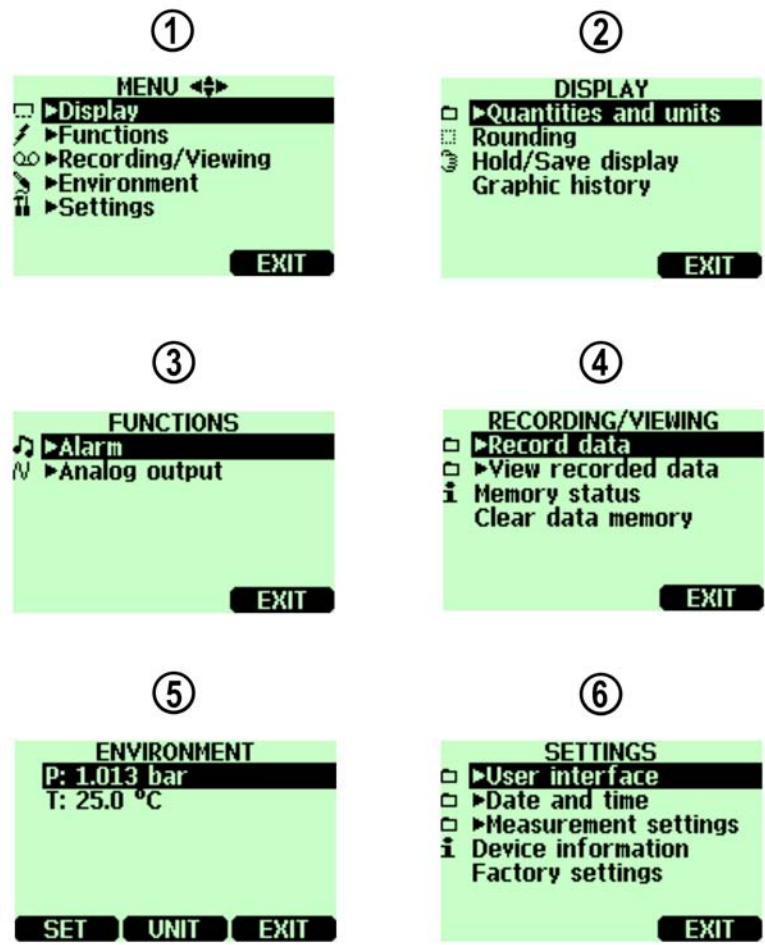 ①
MENU
►Display
►Functions
►Recording/Viewing
►Environment
►Settings
EXIT
②
DISPLAY
►Quantities and units
Rounding
Hold/Save display
Graphic history
EXIT
③
FUNCTIONS
►Alarm
►Analog output
EXIT
④
RECORDING/VIEWING
►Record data
►View recorded data
Memory status
Clear data memory
EXIT
⑤
ENVIRONMENT
P: 1.013 bar
T: 25.0 ºC
SET UNIT EXIT
⑥
SETTINGS
►User interface
►Date and time
►Measurement settings
Device information
Factory settings
EXIT